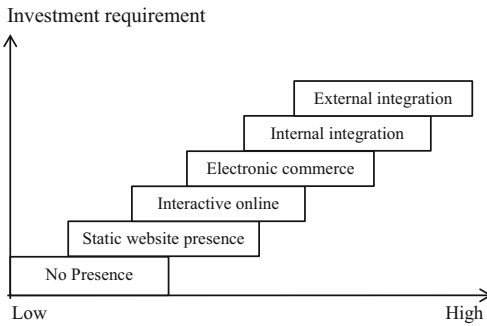 Investment requirement
External integration
Internal integration
Electronic commerce
Interactive online
Static website presence
No Presence
Low High